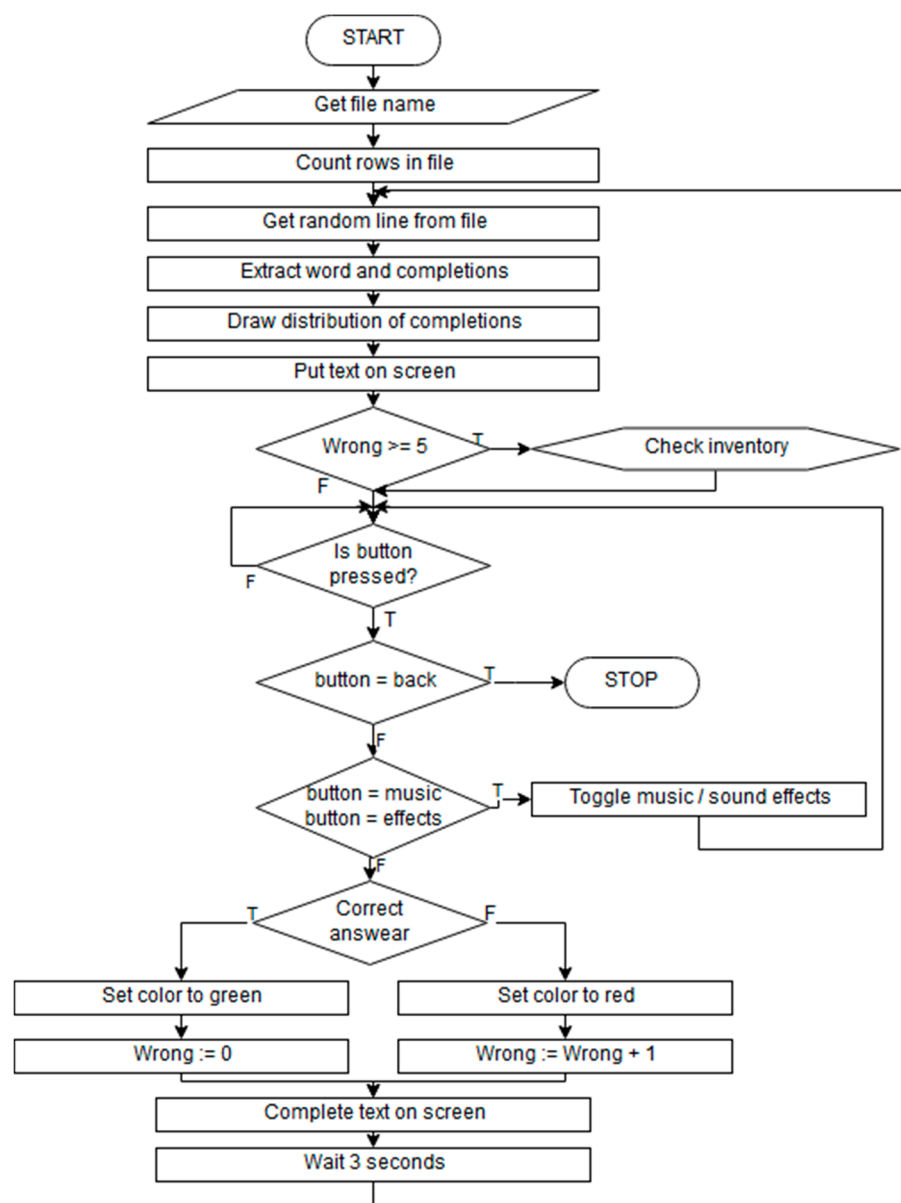 START
Get file name
Count rows in file
Get random line from file
Extract word and completions
Draw distribution of completions
Put text on screen
Wrong >= 5
T
Check inventory
F
Is button
pressed?
F
T
button = back
T
STOP
F
button = music
button = effects
T
Toggle music / sound effects
F
T
Correct
answear
F
Set color to green
Set color to red
Wrong := 0
Wrong := Wrong + 1
Complete text on screen
Wait 3 seconds